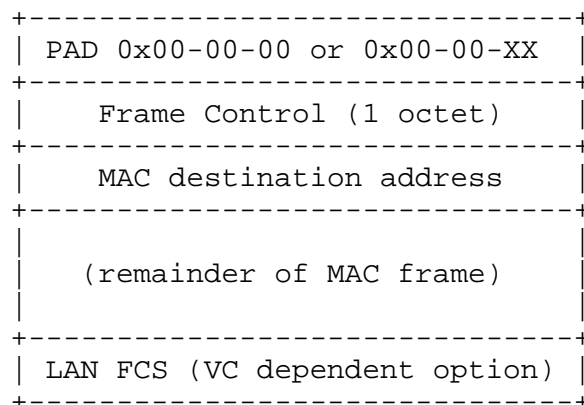 +-------------------------------+
| PAD 0x00-00-00 or 0x00-00-XX |
+-------------------------------+
| Frame Control (1 octet) |
+-------------------------------+
| MAC destination address |
+-------------------------------+
| |
| (remainder of MAC frame) |
| |
+-------------------------------+
| LAN FCS (VC dependent option) |
+-------------------------------+